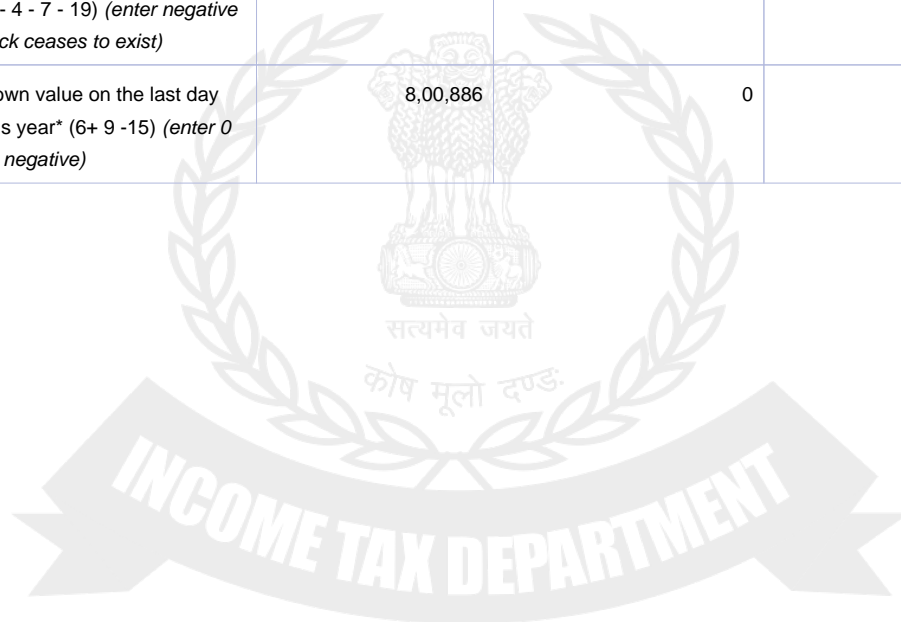 - 4 - 7 - 19) (enter negative
ck ceases to exist)
own value on the last day 8,00,886 0
s year* (6+ 9 -15) (enter 0
negative)
सत्यमेव जयते
कोष मूलो दण्डः
INCOME TAX DEPARTMENT